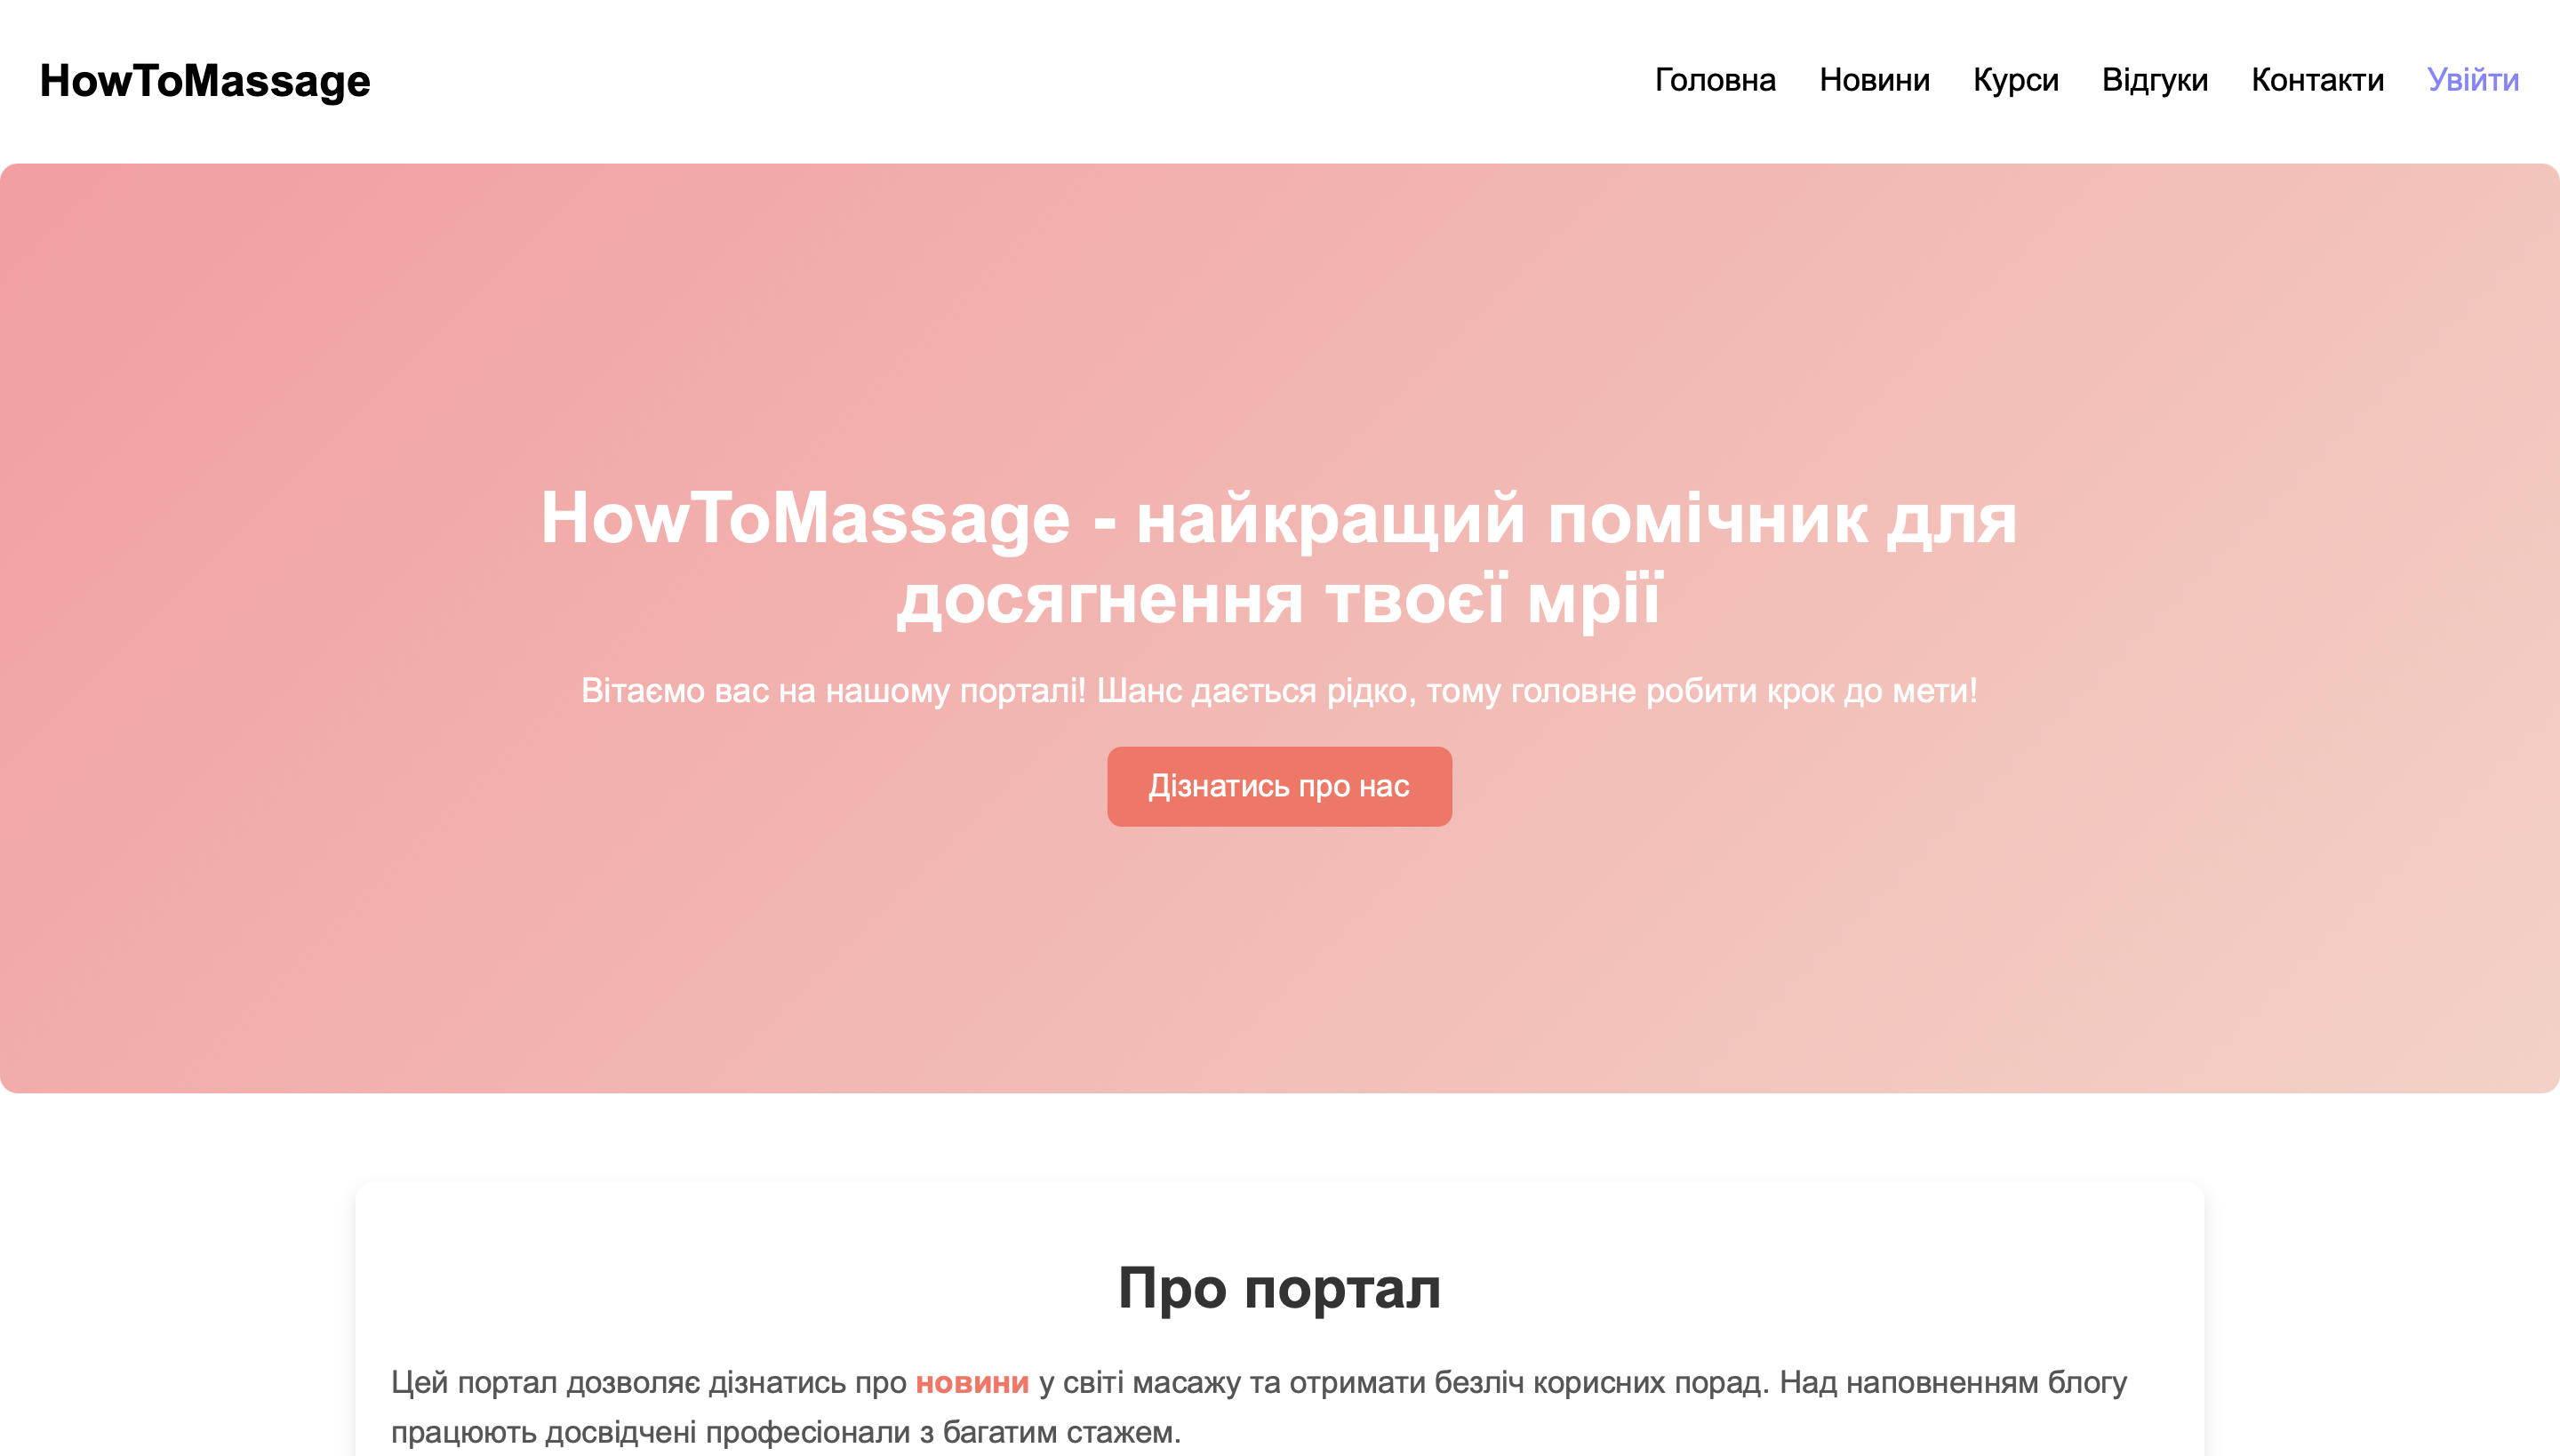 HowToMassage
Головна Новини Курси Відгуки Контакти Увійти
HowToMassage - найкращий помічник для
досягнення твоєї мрії
Вітаємо вас на нашому порталі! Шанс дається рідко, тому головне робити крок до мети!
Дізнатись про нас
Про портал
Цей портал дозволяє дізнатись про новини у світі масажу та отримати безліч корисних порад. Над наповненням блогу
працюють досвідчені професіонали з багатим стажем.